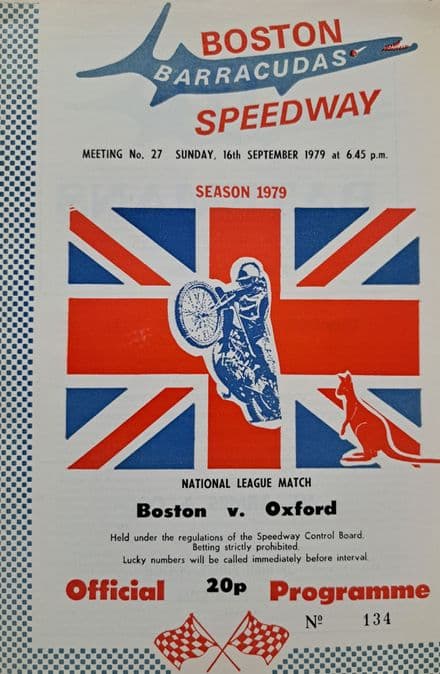 BOSTON
BARRACUDAS
SPEEDWAY
MEETING No. 27 SUNDAY, 16th SEPTEMBER 1979 at 6.45 p.m.
SEASON 1979
NATIONAL LEAGUE MATCH
Boston v. Oxford
Held under the regulations of the Speedway Control Board.
Betting strictly prohibited.
Lucky numbers will be called immediately before interval.
Official 20p Programme
Nº 134